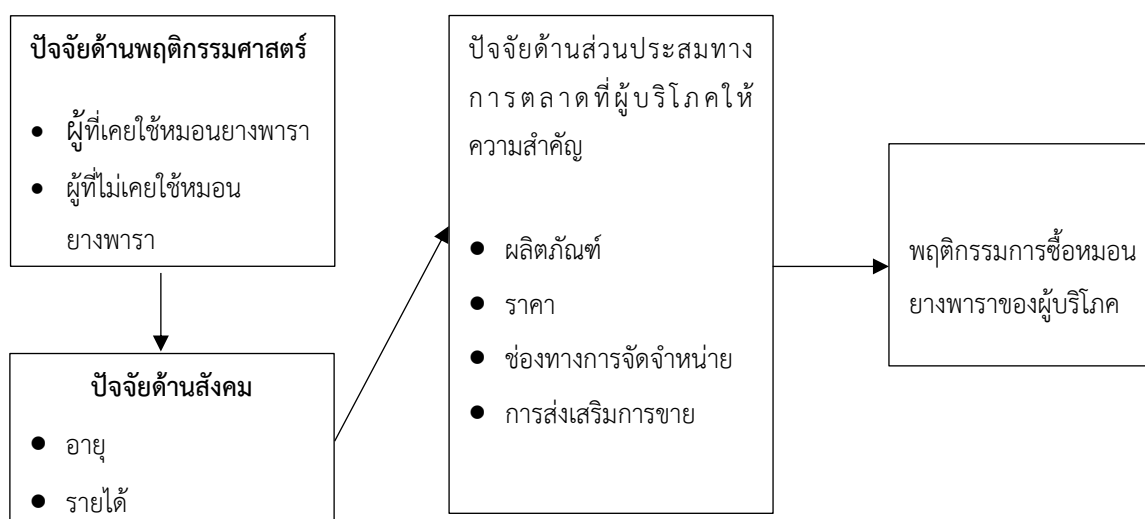 ปัจจัยด้านพฤติกรรมศาสตร์
● ผู้ที่เคยใช้หมอนยางพารา
● ผู้ที่ไม่เคยใช้หมอน
ยางพารา
ปัจจัยด้านสังคม
● อายุ
● รายได้
ปัจจัยด้านส่วนประสมทาง
การตลาดที่ผู้บริโภคให้
ความสำคัญ
● ผลิตภัณฑ์
● ราคา
● ช่องทางการจัดจำหน่าย
● การส่งเสริมการขาย
พฤติกรรมการซื้อหมอน
ยางพาราของผู้บริโภค